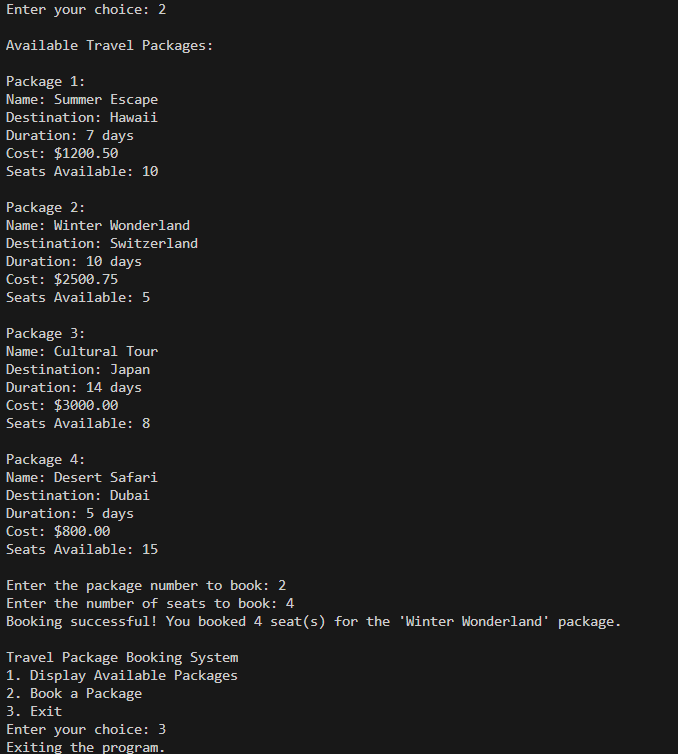 Enter your choice: 2
Available Travel Packages:
Package 1:
Name: Summer Escape
Destination: Hawaii
Duration: 7 days
Cost: $1200.50
Seats Available: 10
Package 2:
Name: Winter Wonderland
Destination: Switzerland
Duration: 10 days
Cost: $2500.75
Seats Available: 5
Package 3:
Name: Cultural Tour
Destination: Japan
Duration: 14 days
Cost: $3000.00
Seats Available: 8
Package 4:
Name: Desert Safari
Destination: Dubai
Duration: 5 days
Cost: $800.00
Seats Available: 15
Enter the package number to book: 2
Enter the number of seats to book: 4
Booking successful! You booked 4 seat(s) for the 'Winter Wonderland' package.
Travel Package Booking System
1. Display Available Packages
2. Book a Package
3. Exit
Enter your choice: 3
Exiting the program.